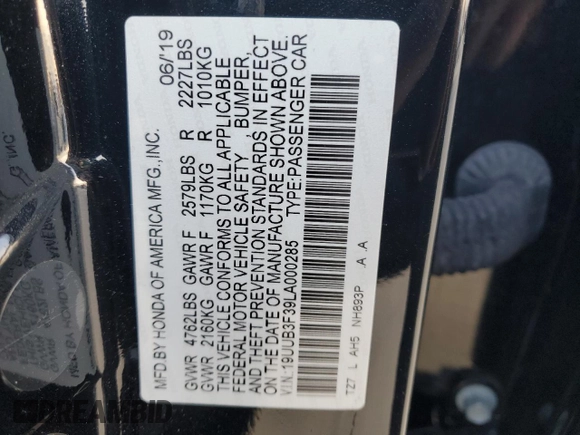 MFD.BY HONDA OF AMERICA MFG.,INC. 06/19
GVWR 4762LBS GAWR F 2579LBS R 2227LBS
GVWR 2160KG GAWR F 1170KG R 1010KG
THIS VEHICLE CONFORMS TO ALL APPLICABLE
FEDERAL MOTOR VEHICLE SAFETY , BUMPER,
AND THEFT PREVENTION STANDARDS IN EFFECT
ON THE DATE OF MANUFACTURE SHOWN ABOVE.
VIN:19UUB3F39LA000285 TYPE:PASSENGER CAR
TZ7 L AH5 NH893P .A .A
DREAMBID